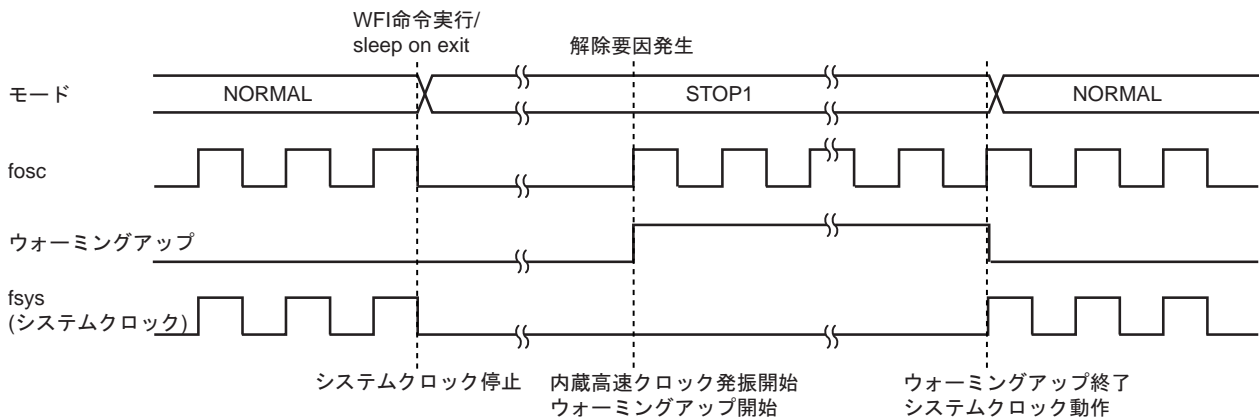 WFI命令実行/
sleep on exit
解除要因発生
モード
NORMAL
STOP1
NORMAL
fosc
ウォーミングアップ
fsys
(システムクロック)
システムクロック停止
内蔵高速クロック発振開始
ウォーミングアップ開始
ウォーミングアップ終了
システムクロック動作